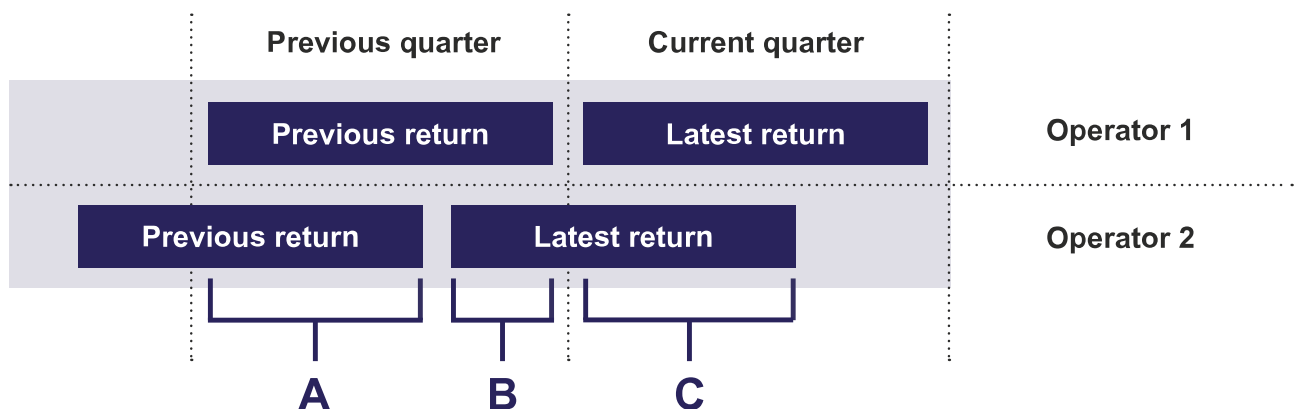 Previous quarter
Current quarter
Previous return
Latest return
Operator 1
Previous return
Latest return
Operator 2
A
B
C